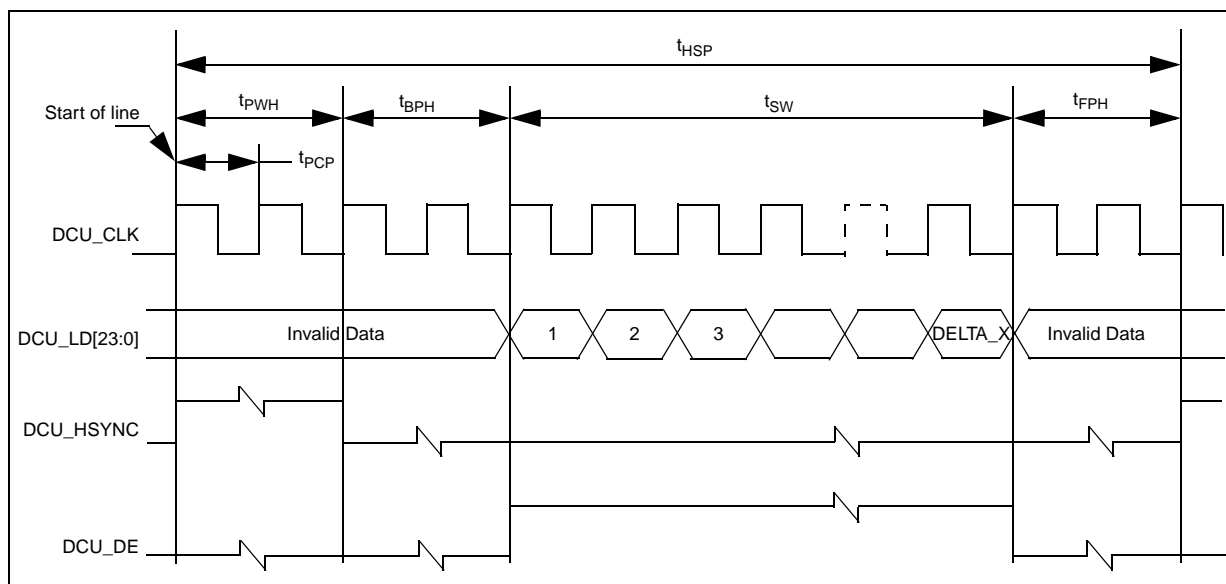 tHSP
tPWH
tBPH
tSW
tFPH
Start of line
tPCP
DCU_CLK
DCU_LD[23:0]
Invalid Data
1
2
3
DELTA_X
Invalid Data
DCU_HSYNC
DCU_DE